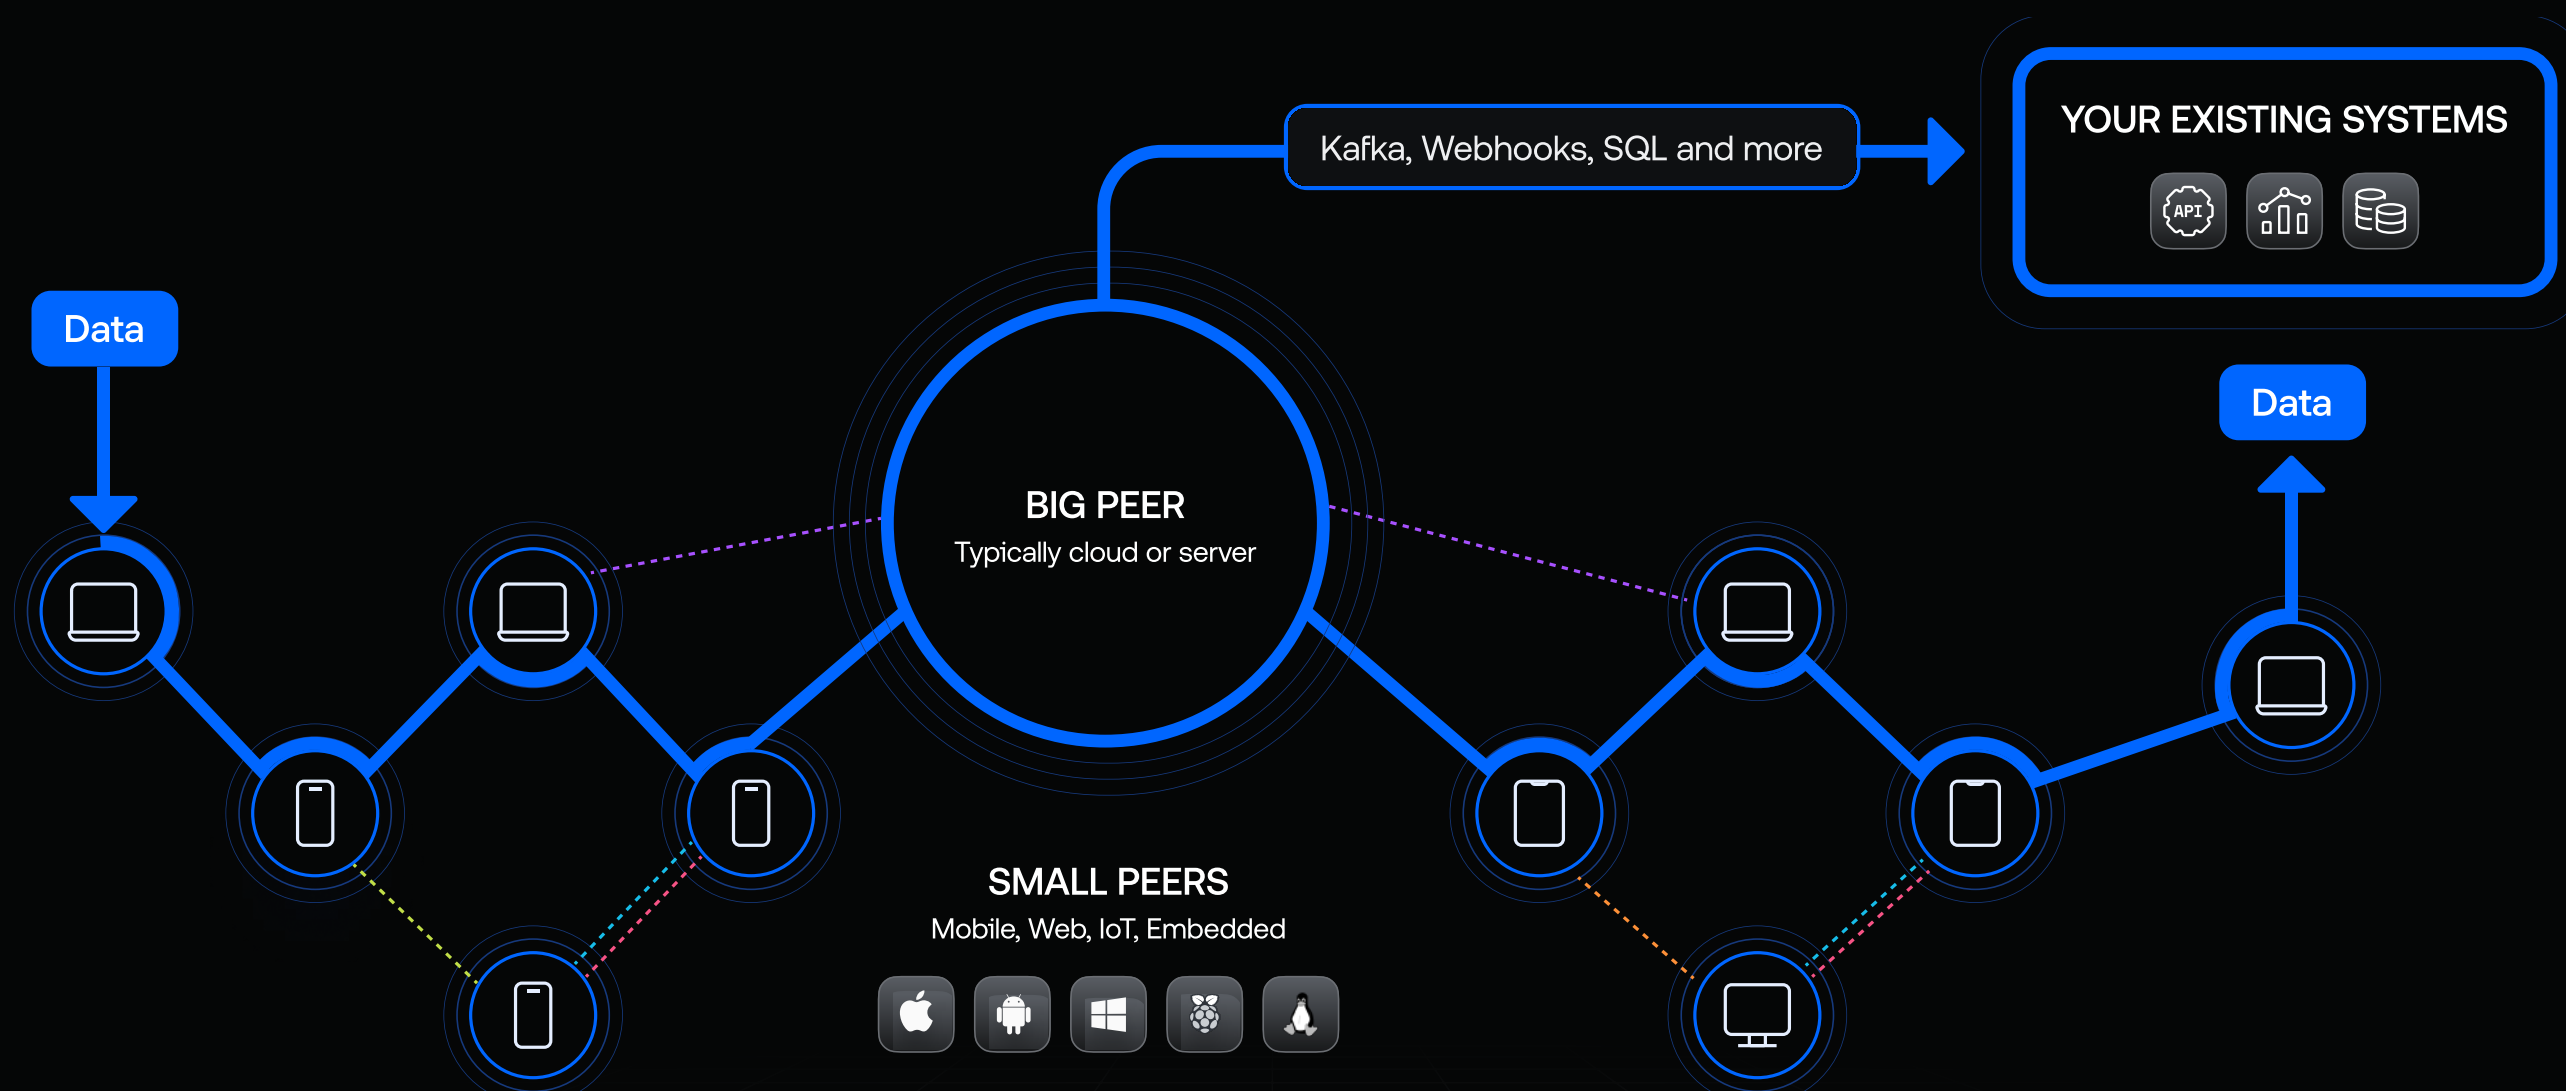 YOUR EXISTING SYSTEMS
Kafka, Webhooks, SQL and more
API
Data
Data
BIG PEER
Typically cloud or server
SMALL PEERS
Mobile, Web, IoT, Embedded